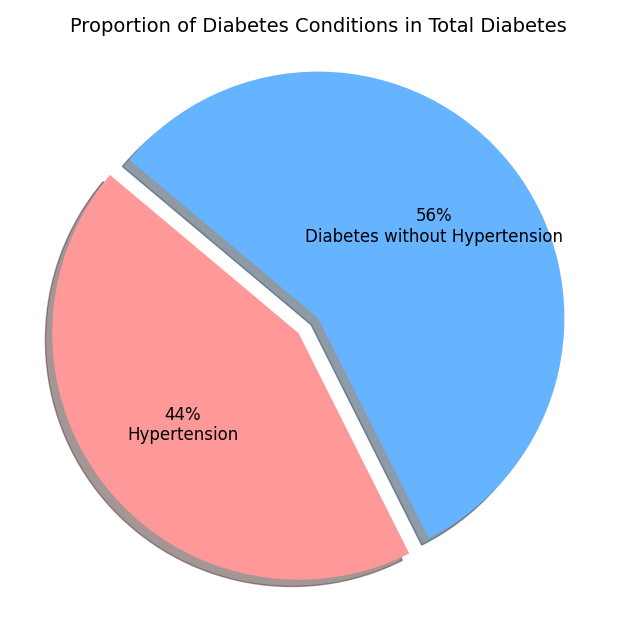 Proportion of Diabetes Conditions in Total Diabetes
56%
Diabetes without Hypertension
44%
Hypertension